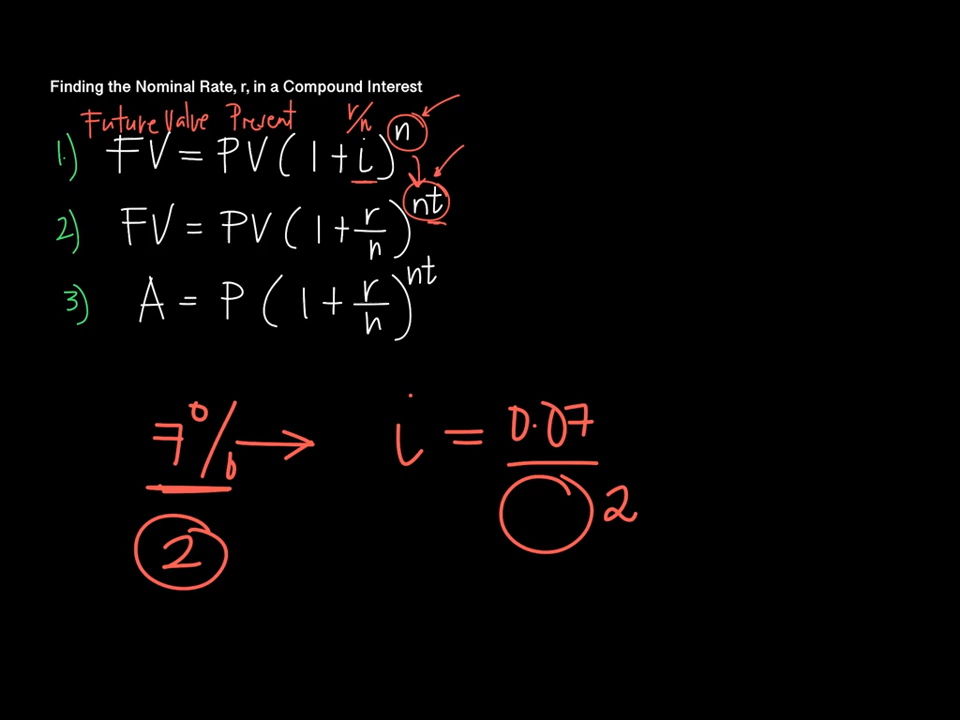 Finding the Nominal Rate, r, in a Compound Interest
Future Value Present r/n
1.) FV = PV(1+i)^n
2) FV = PV(1+r/n)^nt
3) A = P(1+r/n)^nt
7% → i = 0.07
2 2